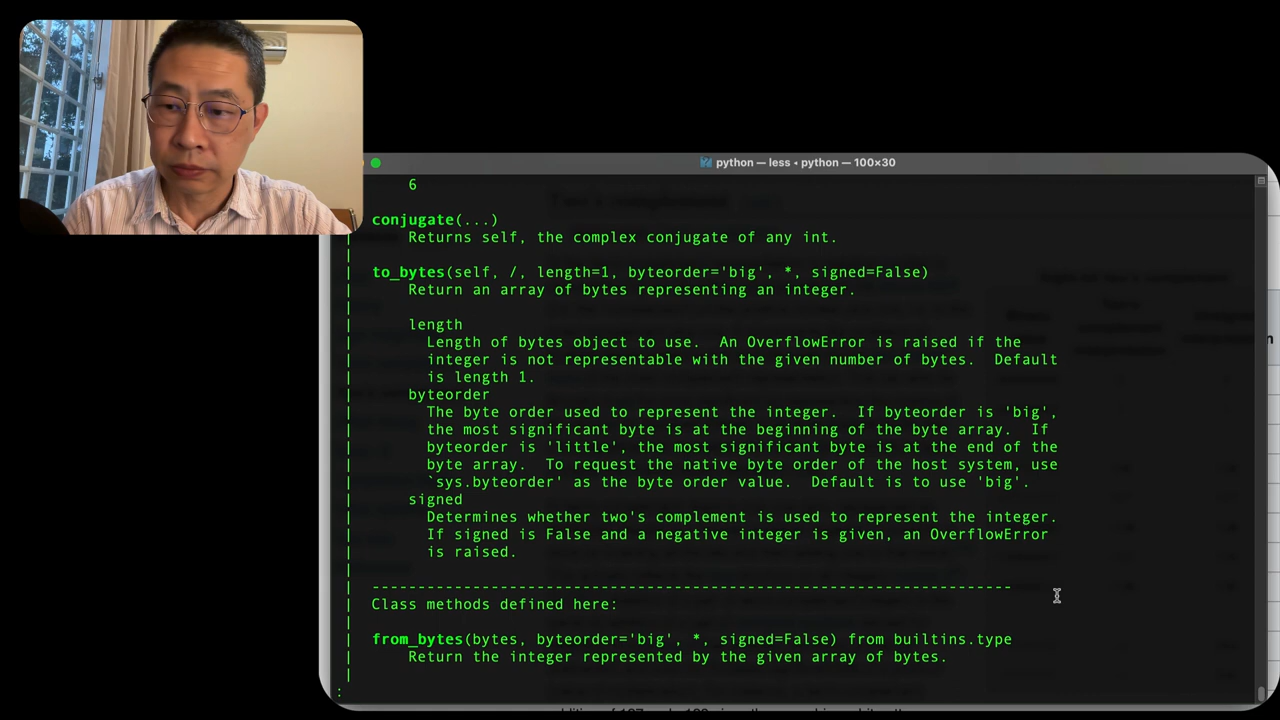 python — less ◂ python — 100×30
6
conjugate(...)
Returns self, the complex conjugate of any int.
to_bytes(self, /, length=1, byteorder='big', *, signed=False)
Return an array of bytes representing an integer.
length
Length of bytes object to use.  An OverflowError is raised if the
integer is not representable with the given number of bytes.  Default
is length 1.
byteorder
The byte order used to represent the integer.  If byteorder is 'big',
the most significant byte is at the beginning of the byte array.  If
byteorder is 'little', the most significant byte is at the end of the
byte array.  To request the native byte order of the host system, use
`sys.byteorder' as the byte order value.  Default is to use 'big'.
signed
Determines whether two's complement is used to represent the integer.
If signed is False and a negative integer is given, an OverflowError
is raised.
----------------------------------------------------------------------
Class methods defined here:
from_bytes(bytes, byteorder='big', *, signed=False) from builtins.type
Return the integer represented by the given array of bytes.
: